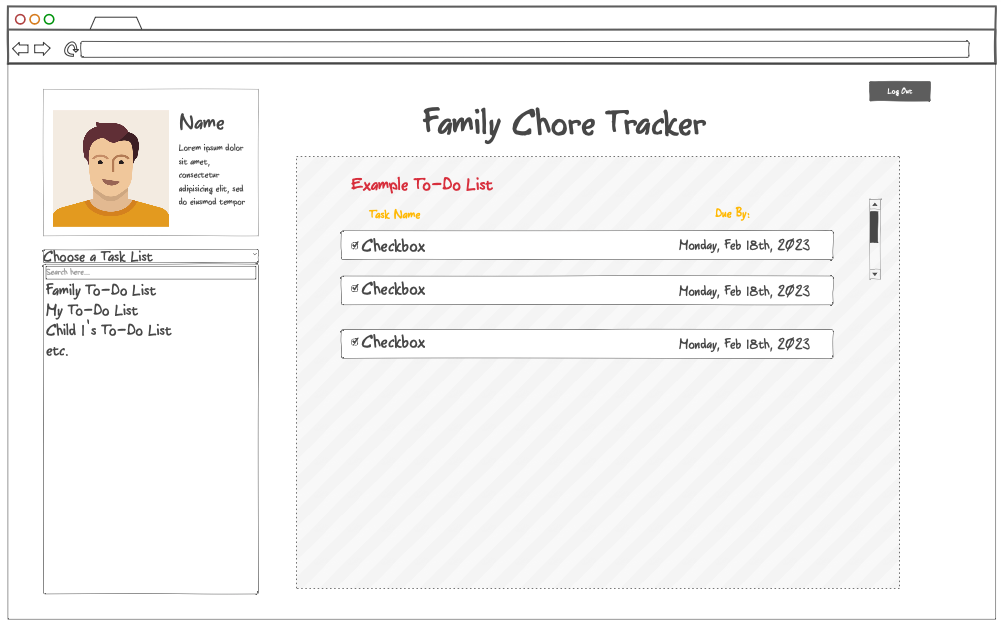 Log Out
Family Chore Tracker
Name
Lorem ipsum dolor
sit amet,
consectetur
adipisicing elit, sed
do eiusmod tempor
Choose a Task List
Search here...
Family To-Do List
My To-Do List
Child 1's To-Do List
etc.
Example To-Do List
Task Name Due By:
Checkbox Monday, Feb 18th, 2023
Checkbox Monday, Feb 18th, 2023
Checkbox Monday, Feb 18th, 2023